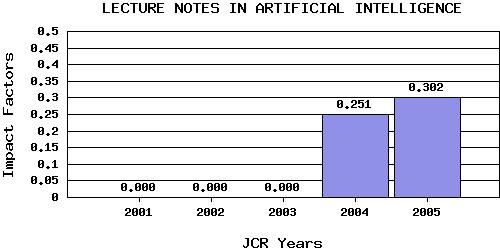 LECTURE NOTES IN ARTIFICIAL INTELLIGENCE
Impact Factors
0.5
0.45
0.4
0.35
0.3
0.25
0.2
0.15
0.1
0.05
0
0.000 0.000 0.000 0.251 0.302
2001 2002 2003 2004 2005
JCR Years